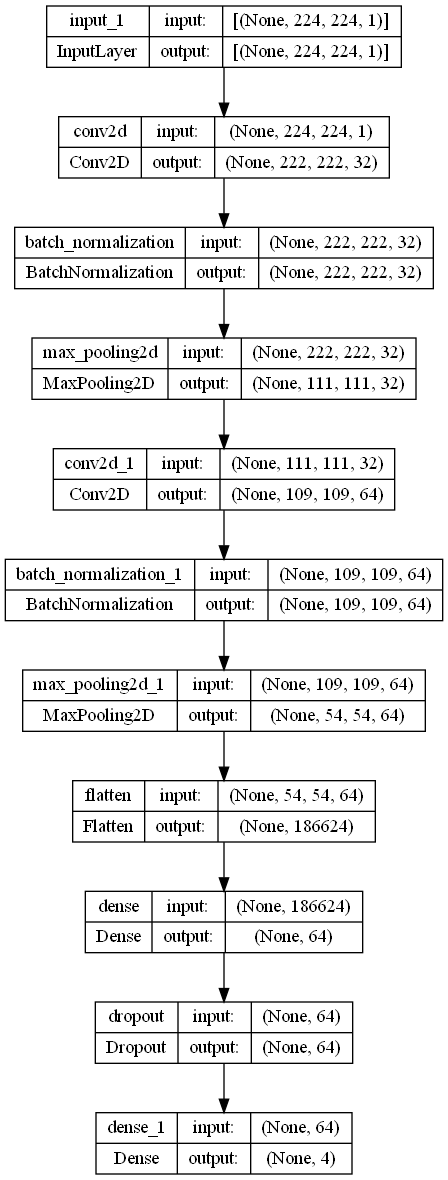 input_1 input: [(None, 224, 224, 1)]
InputLayer output: [(None, 224, 224, 1)]
conv2d input: (None, 224, 224, 1)
Conv2D output: (None, 222, 222, 32)
batch_normalization input: (None, 222, 222, 32)
BatchNormalization output: (None, 222, 222, 32)
max_pooling2d input: (None, 222, 222, 32)
MaxPooling2D output: (None, 111, 111, 32)
conv2d_1 input: (None, 111, 111, 32)
Conv2D output: (None, 109, 109, 64)
batch_normalization_1 input: (None, 109, 109, 64)
BatchNormalization output: (None, 109, 109, 64)
max_pooling2d_1 input: (None, 109, 109, 64)
MaxPooling2D output: (None, 54, 54, 64)
flatten input: (None, 54, 54, 64)
Flatten output: (None, 186624)
dense input: (None, 186624)
Dense output: (None, 64)
dropout input: (None, 64)
Dropout output: (None, 64)
dense_1 input: (None, 64)
Dense output: (None, 4)